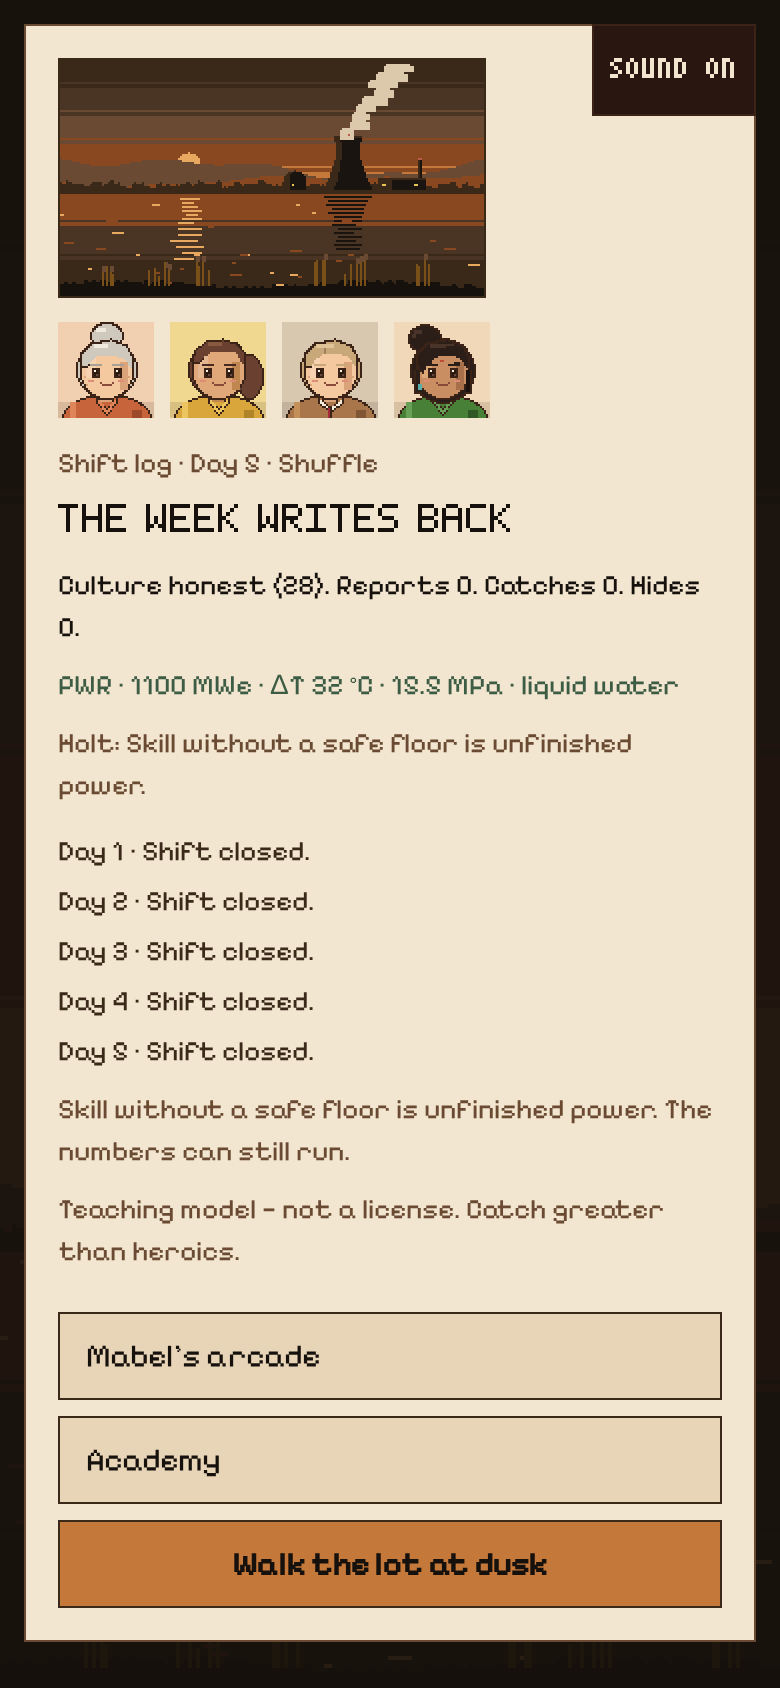 SOUND ON
Shift log · Day 5 · Shuffle
THE WEEK WRITES BACK
Culture honest (28). Reports 0. Catches 0. Hides
0.
PWR · 1100 MWe · ΔT 32 °C · 15.5 MPa · liquid water
Holt: Skill without a safe floor is unfinished
power.
Day 1 · Shift closed.
Day 2 · Shift closed.
Day 3 · Shift closed.
Day 4 · Shift closed.
Day 5 · Shift closed.
Skill without a safe floor is unfinished power. The
numbers can still run.
Teaching model – not a license. Catch greater
than heroics.
Mabel's arcade
Academy
Walk the lot at dusk